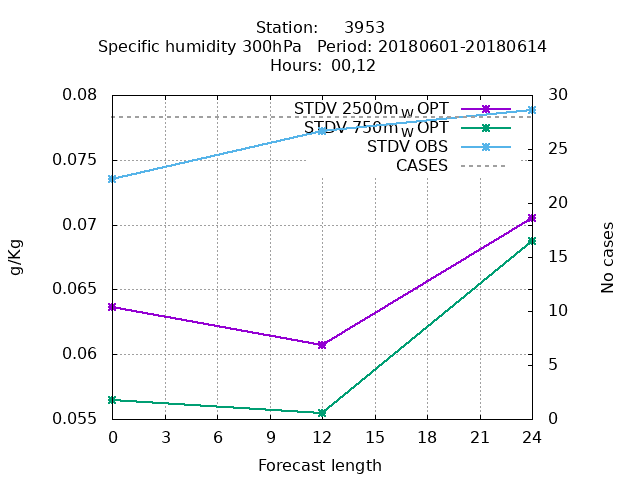 Station:     3953
Specific humidity 300hPa   Period: 20180601-20180614
Hours: 00,12
0.08
0.075
0.07
0.065
0.06
0.055
g/Kg
STDV 2500m_W OPT
STDV 750m_W OPT
STDV OBS
CASES
30
25
20
15
10
5
0
No cases
0 3 6 9 12 15 18 21 24
Forecast length